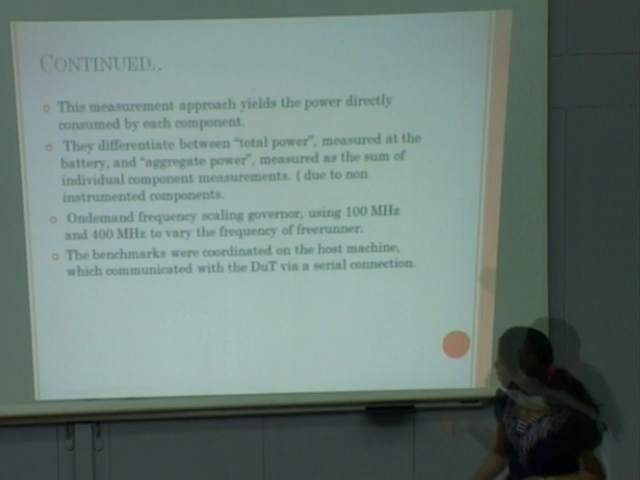 CONTINUED..
This measurement approach yields the power directly
consumed by each component.
They differentiate between "total power", measured at the
battery, and "aggregate power", measured as the sum of
individual component measurements. ( due to non
instrumented components.
Ondemand frequency scaling governor, using 100 MHz
and 400 MHz to vary the frequency of freerunner.
The benchmarks were coordinated on the host machine,
which communicated with the DuT via a serial connection.